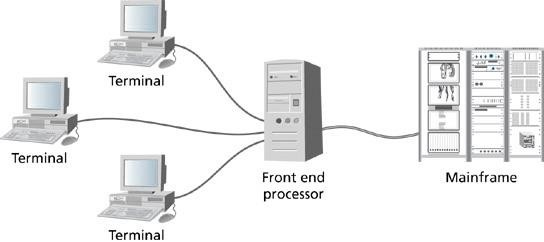 Terminal
Terminal
Terminal
Front end
processor
Mainframe